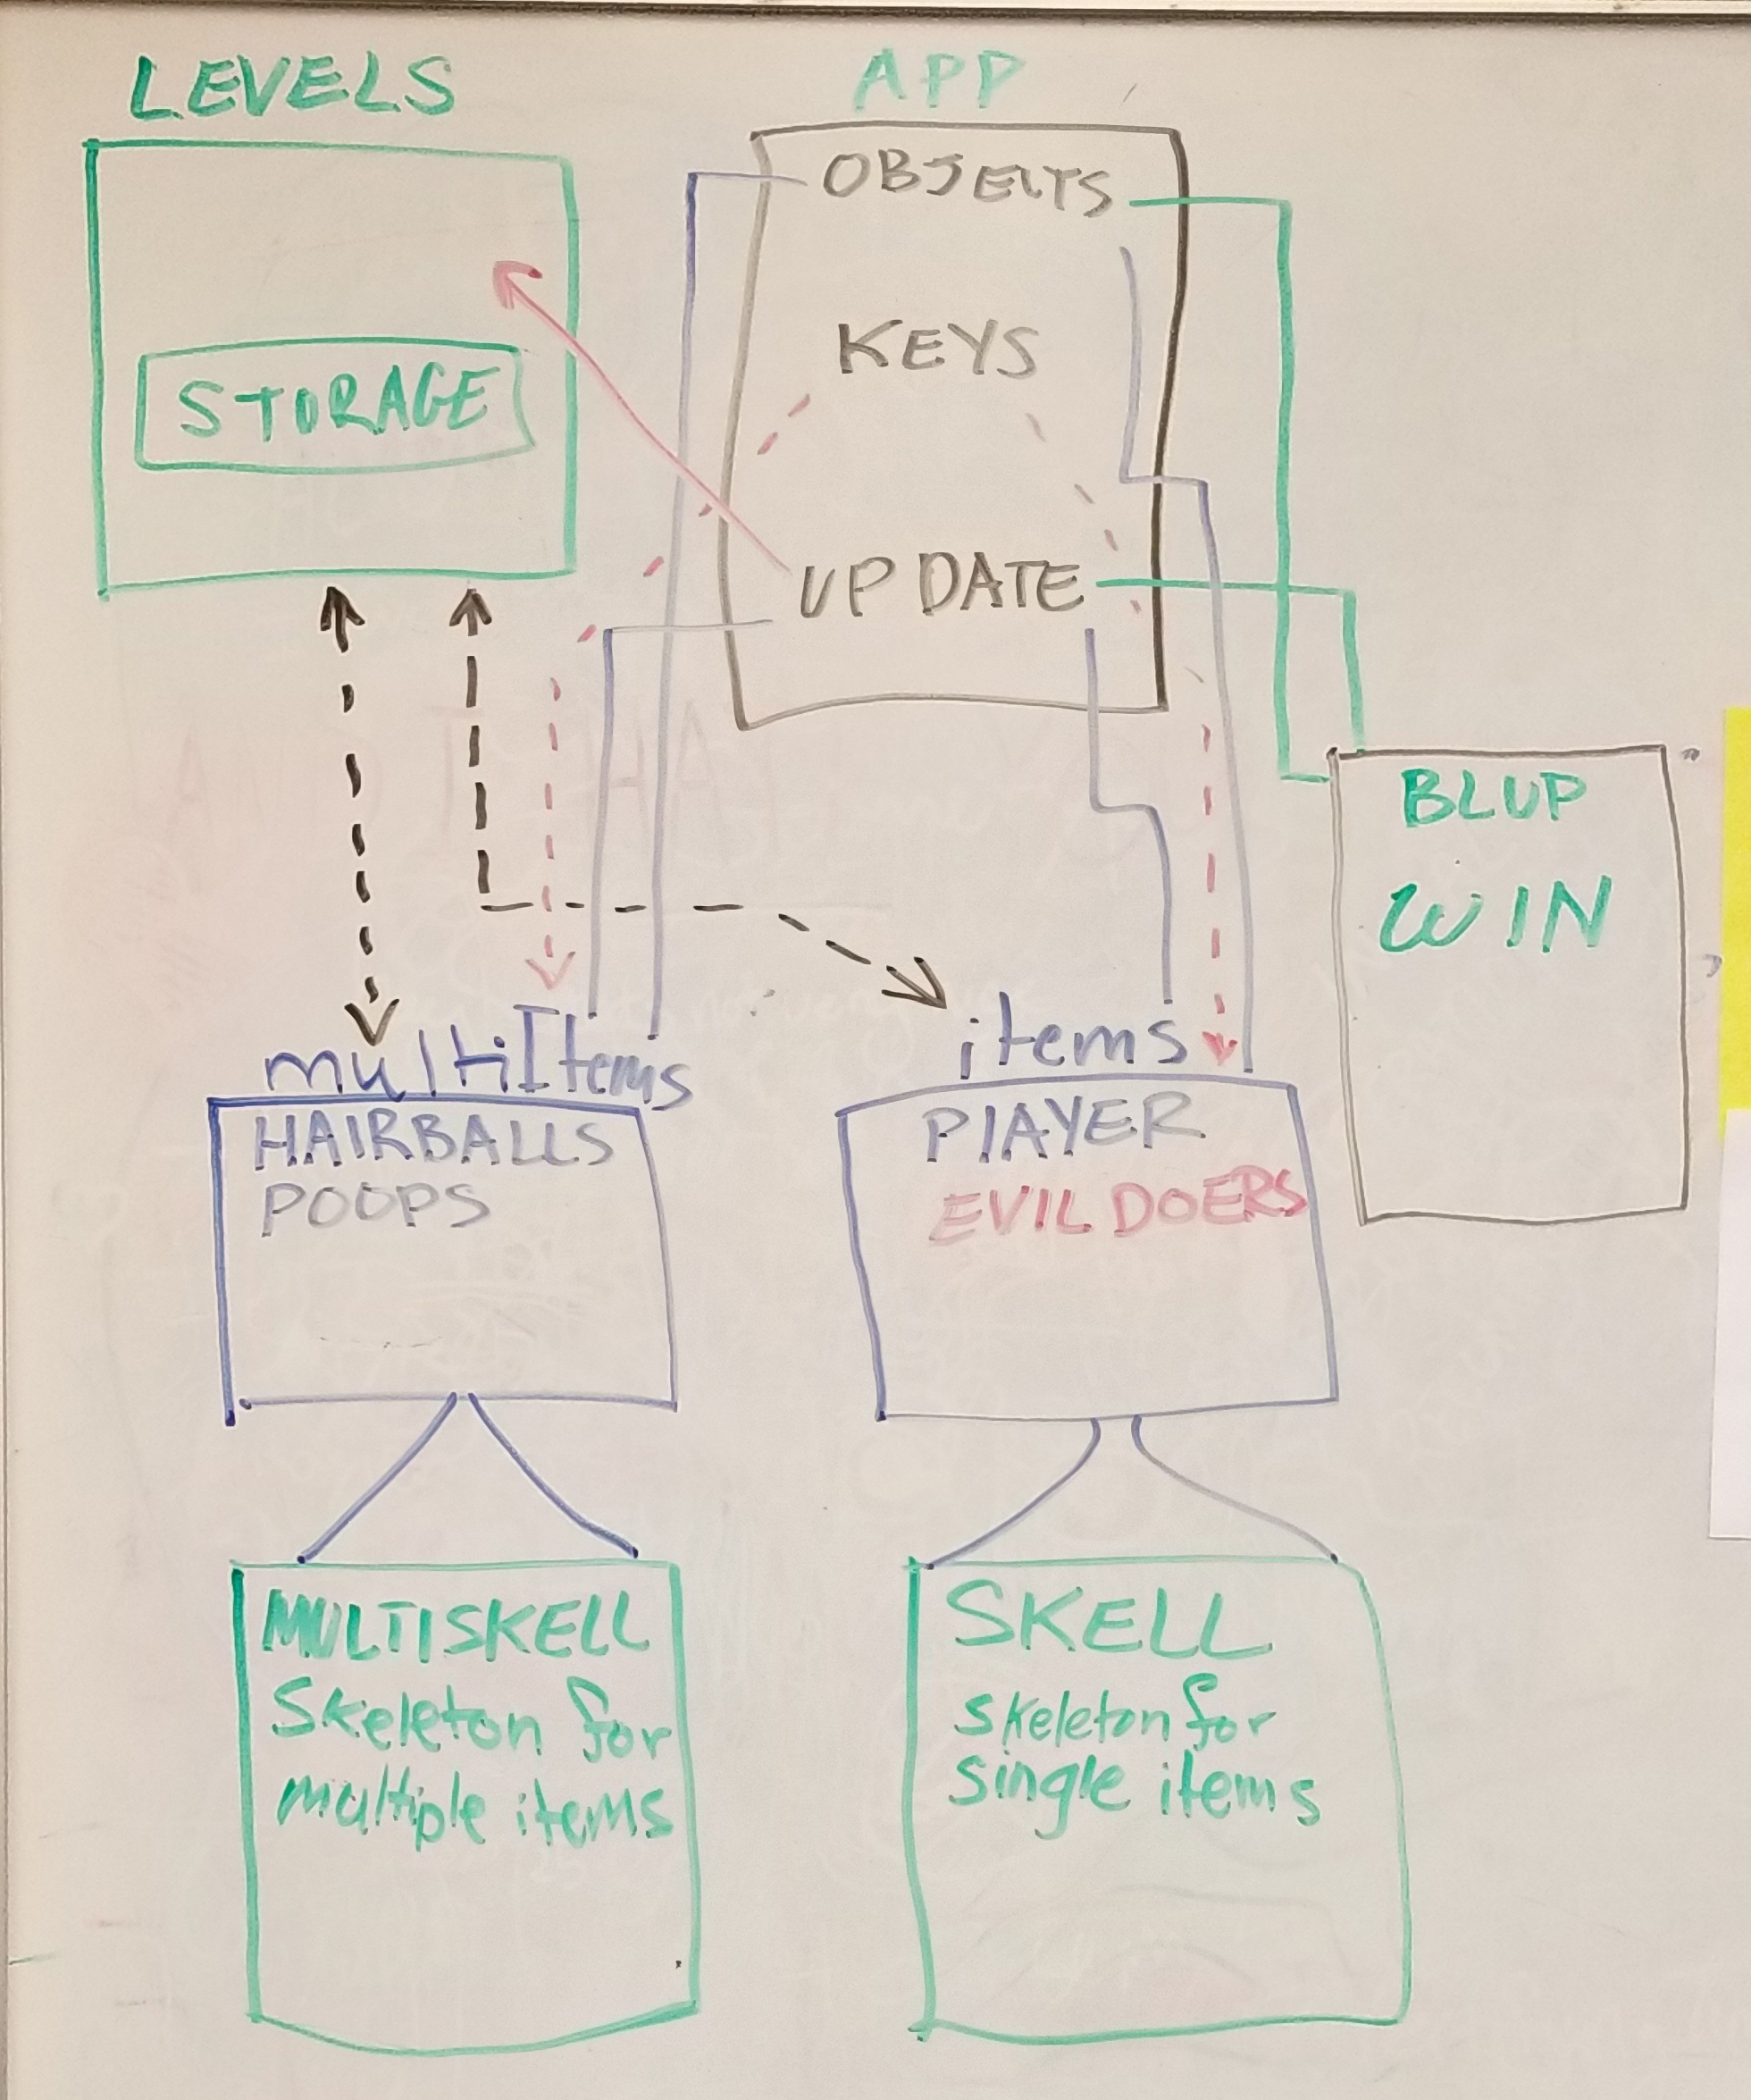 LEVELS
APP
OBJECTS
KEYS
STORAGE
UPDATE
BLUP
WIN
multiItems
items
HAIRBALLS
POOPS
PLAYER
EVIL DOERS
MULTISKELL
Skeleton for
multiple items
SKELL
skeleton for
single items